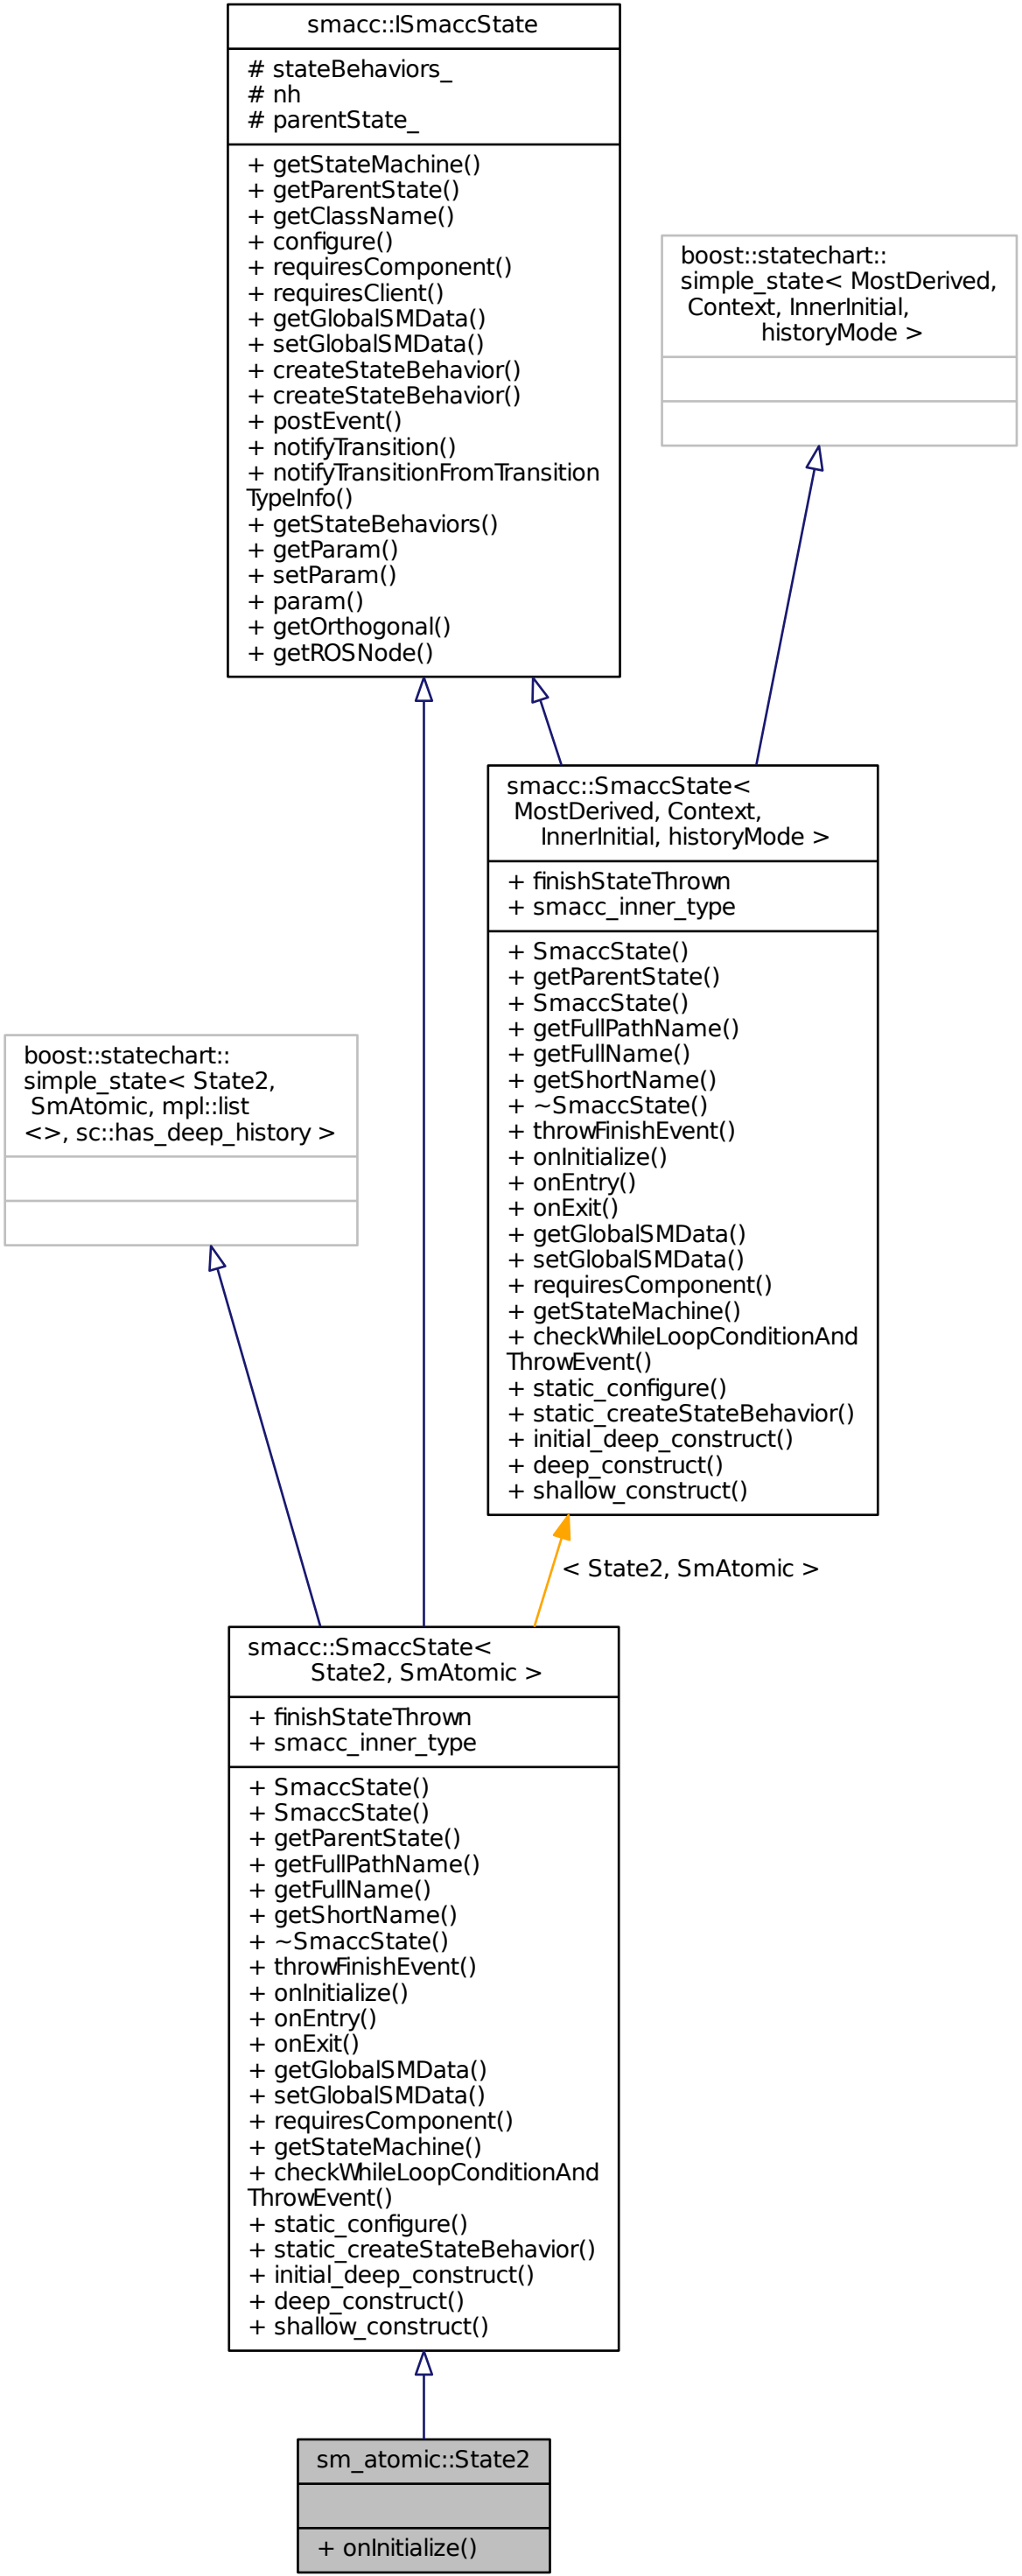 smacc::ISmaccState
# stateBehaviors_
# nh
# parentState_
+ getStateMachine()
+ getParentState()
+ getClassName()
+ configure()
+ requiresComponent()
+ requiresClient()
+ getGlobalSMData()
+ setGlobalSMData()
+ createStateBehavior()
+ createStateBehavior()
+ postEvent()
+ notifyTransition()
+ notifyTransitionFromTransition
TypeInfo()
+ getStateBehaviors()
+ getParam()
+ setParam()
+ param()
+ getOrthogonal()
+ getROSNode()
boost::statechart::
simple_state< MostDerived,
Context, InnerInitial,
historyMode >
smacc::SmaccState<
MostDerived, Context,
InnerInitial, historyMode >
+ finishStateThrown
+ smacc_inner_type
+ SmaccState()
+ getParentState()
+ SmaccState()
+ getFullPathName()
+ getFullName()
+ getShortName()
+ ~SmaccState()
+ throwFinishEvent()
+ onInitialize()
+ onEntry()
+ onExit()
+ getGlobalSMData()
+ setGlobalSMData()
+ requiresComponent()
+ getStateMachine()
+ checkWhileLoopConditionAnd
ThrowEvent()
+ static_configure()
+ static_createStateBehavior()
+ initial_deep_construct()
+ deep_construct()
+ shallow_construct()
boost::statechart::
simple_state< State2,
SmAtomic, mpl::list
<>, sc::has_deep_history >
< State2, SmAtomic >
smacc::SmaccState<
State2, SmAtomic >
+ finishStateThrown
+ smacc_inner_type
+ SmaccState()
+ SmaccState()
+ getParentState()
+ getFullPathName()
+ getFullName()
+ getShortName()
+ ~SmaccState()
+ throwFinishEvent()
+ onInitialize()
+ onEntry()
+ onExit()
+ getGlobalSMData()
+ setGlobalSMData()
+ requiresComponent()
+ getStateMachine()
+ checkWhileLoopConditionAnd
ThrowEvent()
+ static_configure()
+ static_createStateBehavior()
+ initial_deep_construct()
+ deep_construct()
+ shallow_construct()
sm_atomic::State2
+ onInitialize()